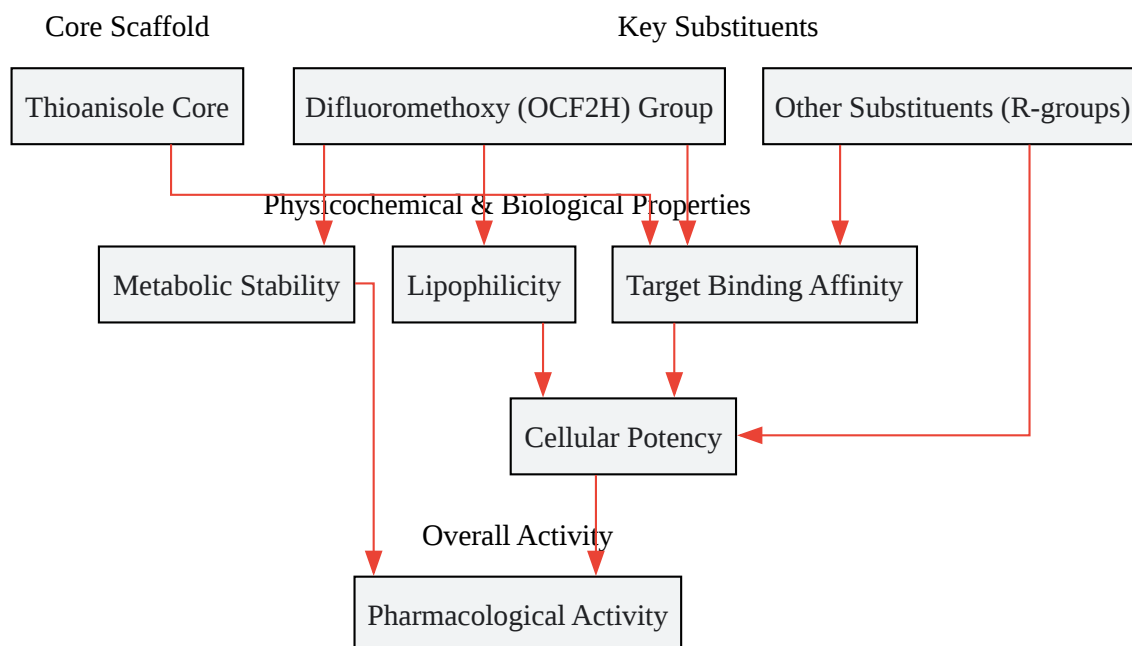 Core Scaffold
Key Substituents
Thioanisole Core
Difluoromethoxy (OCF2H) Group
Other Substituents (R-groups)
Physicochemical & Biological Properties
Metabolic Stability
Lipophilicity
Target Binding Affinity
Cellular Potency
Overall Activity
Pharmacological Activity